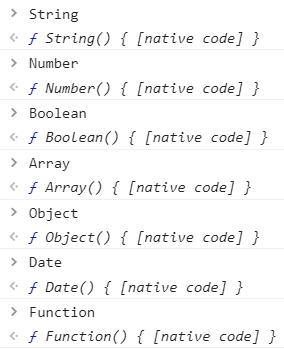 String
ƒ String() { [native code] }
Number
ƒ Number() { [native code] }
Boolean
ƒ Boolean() { [native code] }
Array
ƒ Array() { [native code] }
Object
ƒ Object() { [native code] }
Date
ƒ Date() { [native code] }
Function
ƒ Function() { [native code] }